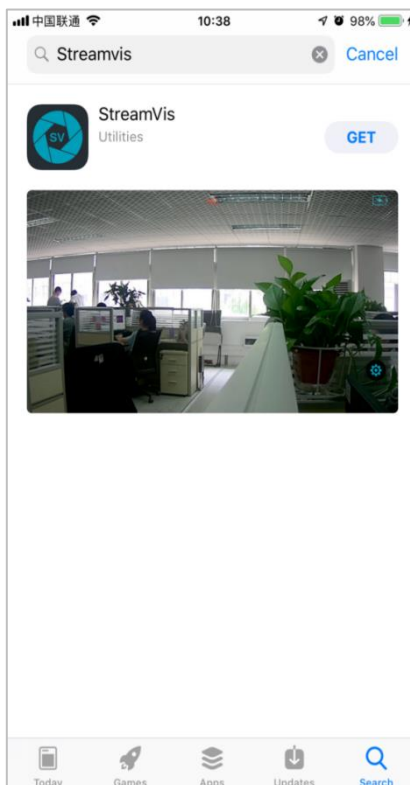 中国联通 10:38 98%
Streamvis Cancel
StreamVis
Utilities
SV
GET
Today Games Apps Updates Search